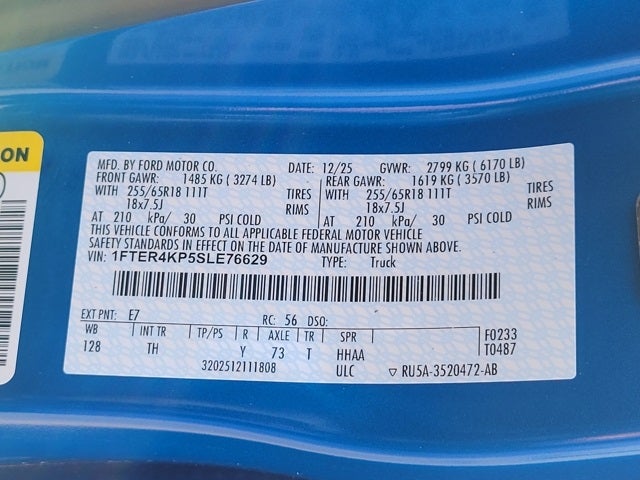 ON
MFD. BY FORD MOTOR CO. DATE: 12/25 GVWR: 2799 KG ( 6170 LB)
FRONT GAWR: 1485 KG ( 3274 LB) REAR GAWR: 1619 KG ( 3570 LB)
WITH 255/65R18 111T TIRES WITH 255/65R18 111T TIRES
18x7.5J RIMS 18x7.5J RIMS
AT 210 kPa/ 30 PSI COLD AT 210 kPa/ 30 PSI COLD
THIS VEHICLE CONFORMS TO ALL APPLICABLE FEDERAL MOTOR VEHICLE
SAFETY STANDARDS IN EFFECT ON THE DATE OF MANUFACTURE SHOWN ABOVE.
VIN: 1FTER4KP5SLE76629 TYPE: Truck
EXT PNT: E7 RC: 56 DSO:
WB INT TR TP/PS R AXLE TR SPR F0233
128 TH Y 73 T HHAA T0487
3202512111808 ULC ▽ RU5A-3520472-AB